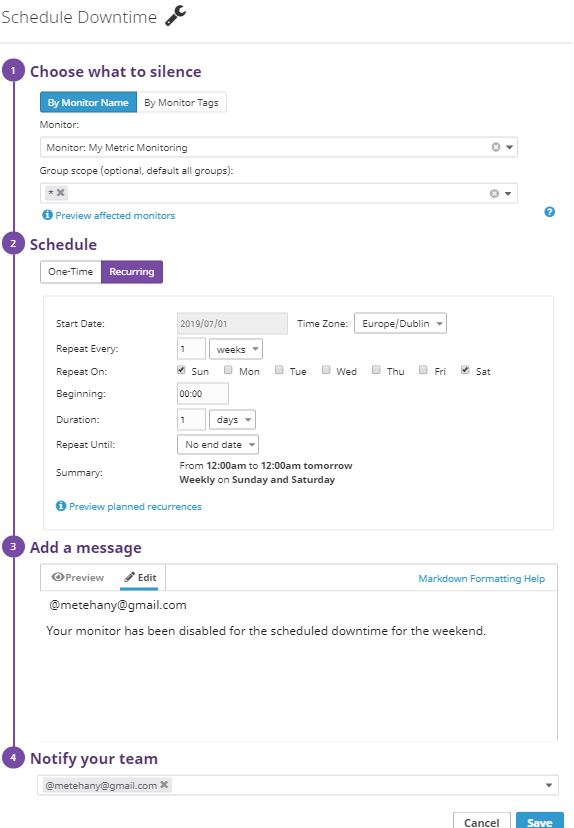 Schedule Downtime
1 Choose what to silence
By Monitor Name By Monitor Tags
Monitor:
Monitor: My Metric Monitoring
Group scope (optional, default all groups):
*
Preview affected monitors
2 Schedule
One-Time Recurring
Start Date: 2019/07/01 Time Zone: Europe/Dublin
Repeat Every: 1 weeks
Repeat On: Sun Mon Tue Wed Thu Fri Sat
Beginning: 00:00
Duration: 1 days
Repeat Until: No end date
Summary: From 12:00am to 12:00am tomorrow
Weekly on Sunday and Saturday
Preview planned recurrences
3 Add a message
Preview Edit Markdown Formatting Help
@metehany@gmail.com
Your monitor has been disabled for the scheduled downtime for the weekend.
4 Notify your team
@metehany@gmail.com
Cancel Save